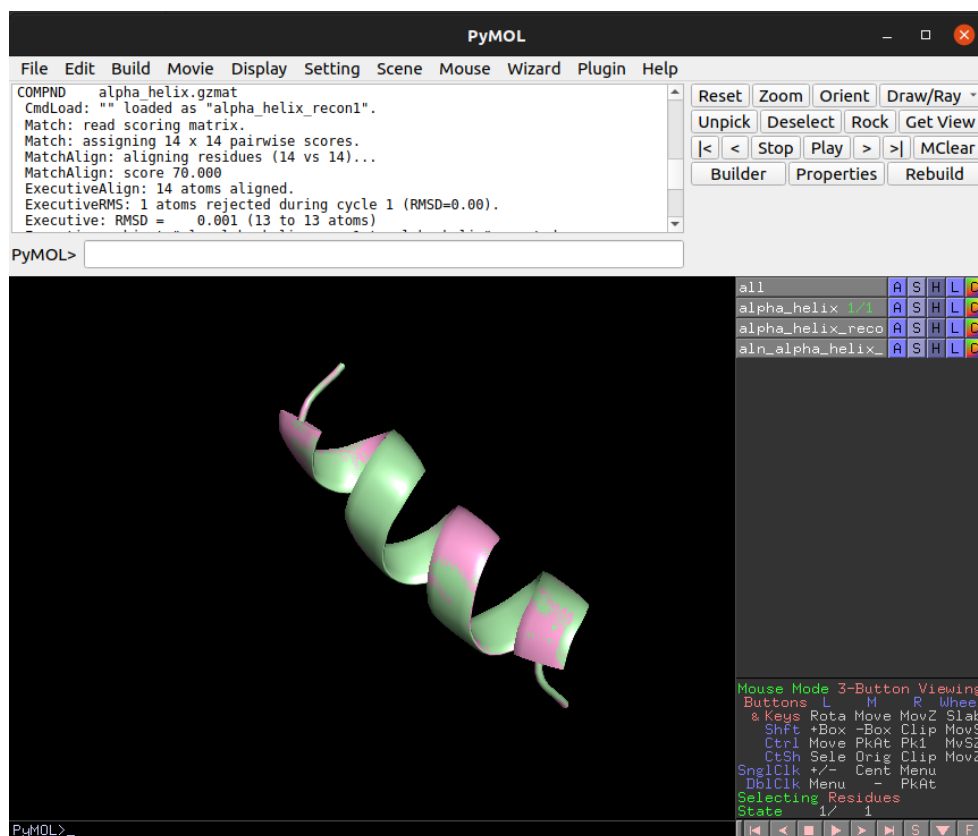 PyMOL
File Edit Build Movie Display Setting Scene Mouse Wizard Plugin Help
COMPND alpha_helix.gzmat
CmdLoad: "" loaded as "alpha_helix_recon1".
Match: read scoring matrix.
Match: assigning 14 x 14 pairwise scores.
MatchAlign: aligning residues (14 vs 14)...
MatchAlign: score 70.000
ExecutiveAlign: 14 atoms aligned.
ExecutiveRMS: 1 atoms rejected during cycle 1 (RMSD=0.00).
Executive: RMSD = 0.001 (13 to 13 atoms)
Reset Zoom Orient Draw/Ray
Unpick Deselect Rock Get View
|< < Stop Play > >| MClear
Builder Properties Rebuild
PyMOL>
all A S H L C
alpha_helix 1/1 A S H L C
alpha_helix_reco A S H L C
aln_alpha_helix_ A S H L C
Mouse Mode 3-Button Viewing
Buttons L M R Whee
& Keys Rota Move MovZ Slab
Shft +Box -Box Clip MovS
Ctrl Move PkAt Pk1 MvSZ
CtSh Sele Orig Clip MovZ
SnglClk +/- Cent Menu
DblClk Menu - PkAt
Selecting Residues
State 1/ 1
PyMOL>_
S F